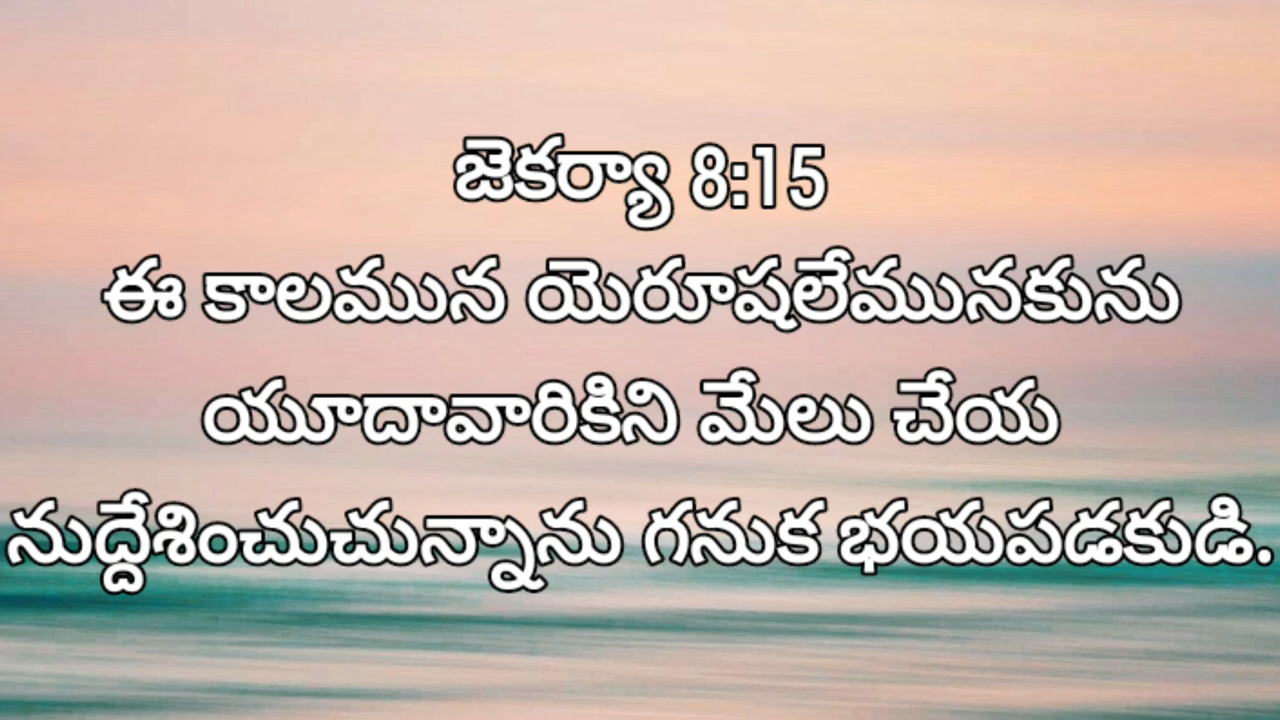 జెకర్యా 8:15
ఈ కాలమున యెరూషలేమునకును
యూదావారికిని మేలు చేయ
నుద్దేశించుచున్నాను గనుక భయపడకుడి.